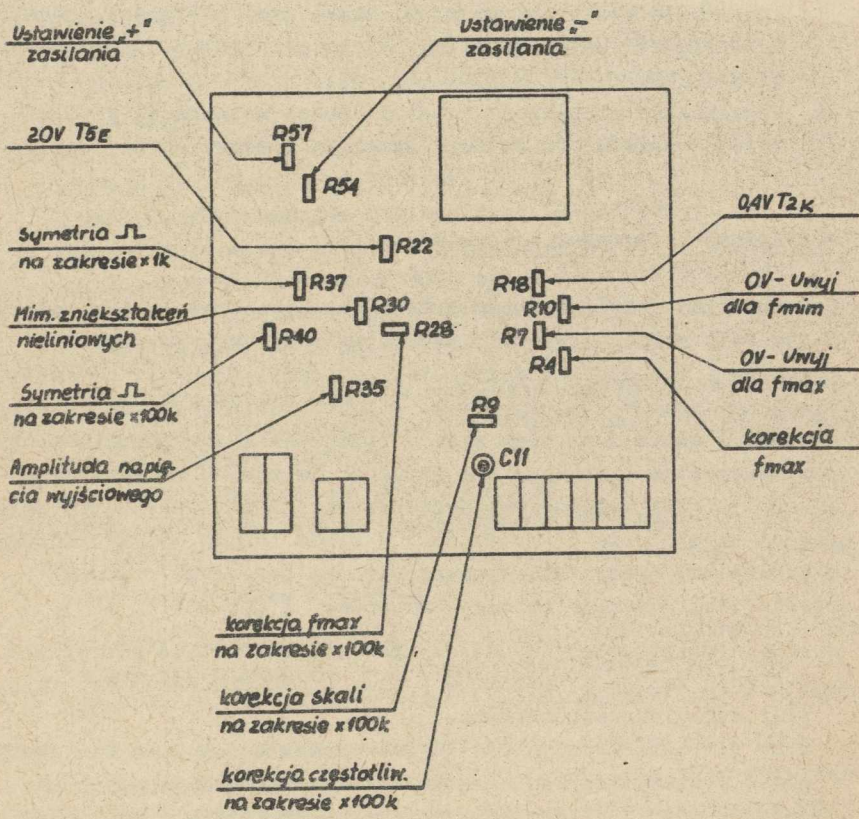 Ustawienie „+”
zasilania
ustawienie „-”
zasilania
20V T5E
Symetria ⎍
na zakresie x1k
Mim. zniekształceń
nieliniowych
Symetria ⎍
na zakresie x100k
Amplituda napię-
cia wyjściowego
R57
R54
R22
R37
R30
R40
R28
R35
R18
R10
R7
R4
R9
C11
0,4V T2K
0V - Uwyj
dla fmim
0V - Uwyj
dla fmax
korekcja
fmax
korekcja fmax
na zakresie x100k
korekcja skali
na zakresie x100k
korekcja częstotliw.
na zakresie x100k